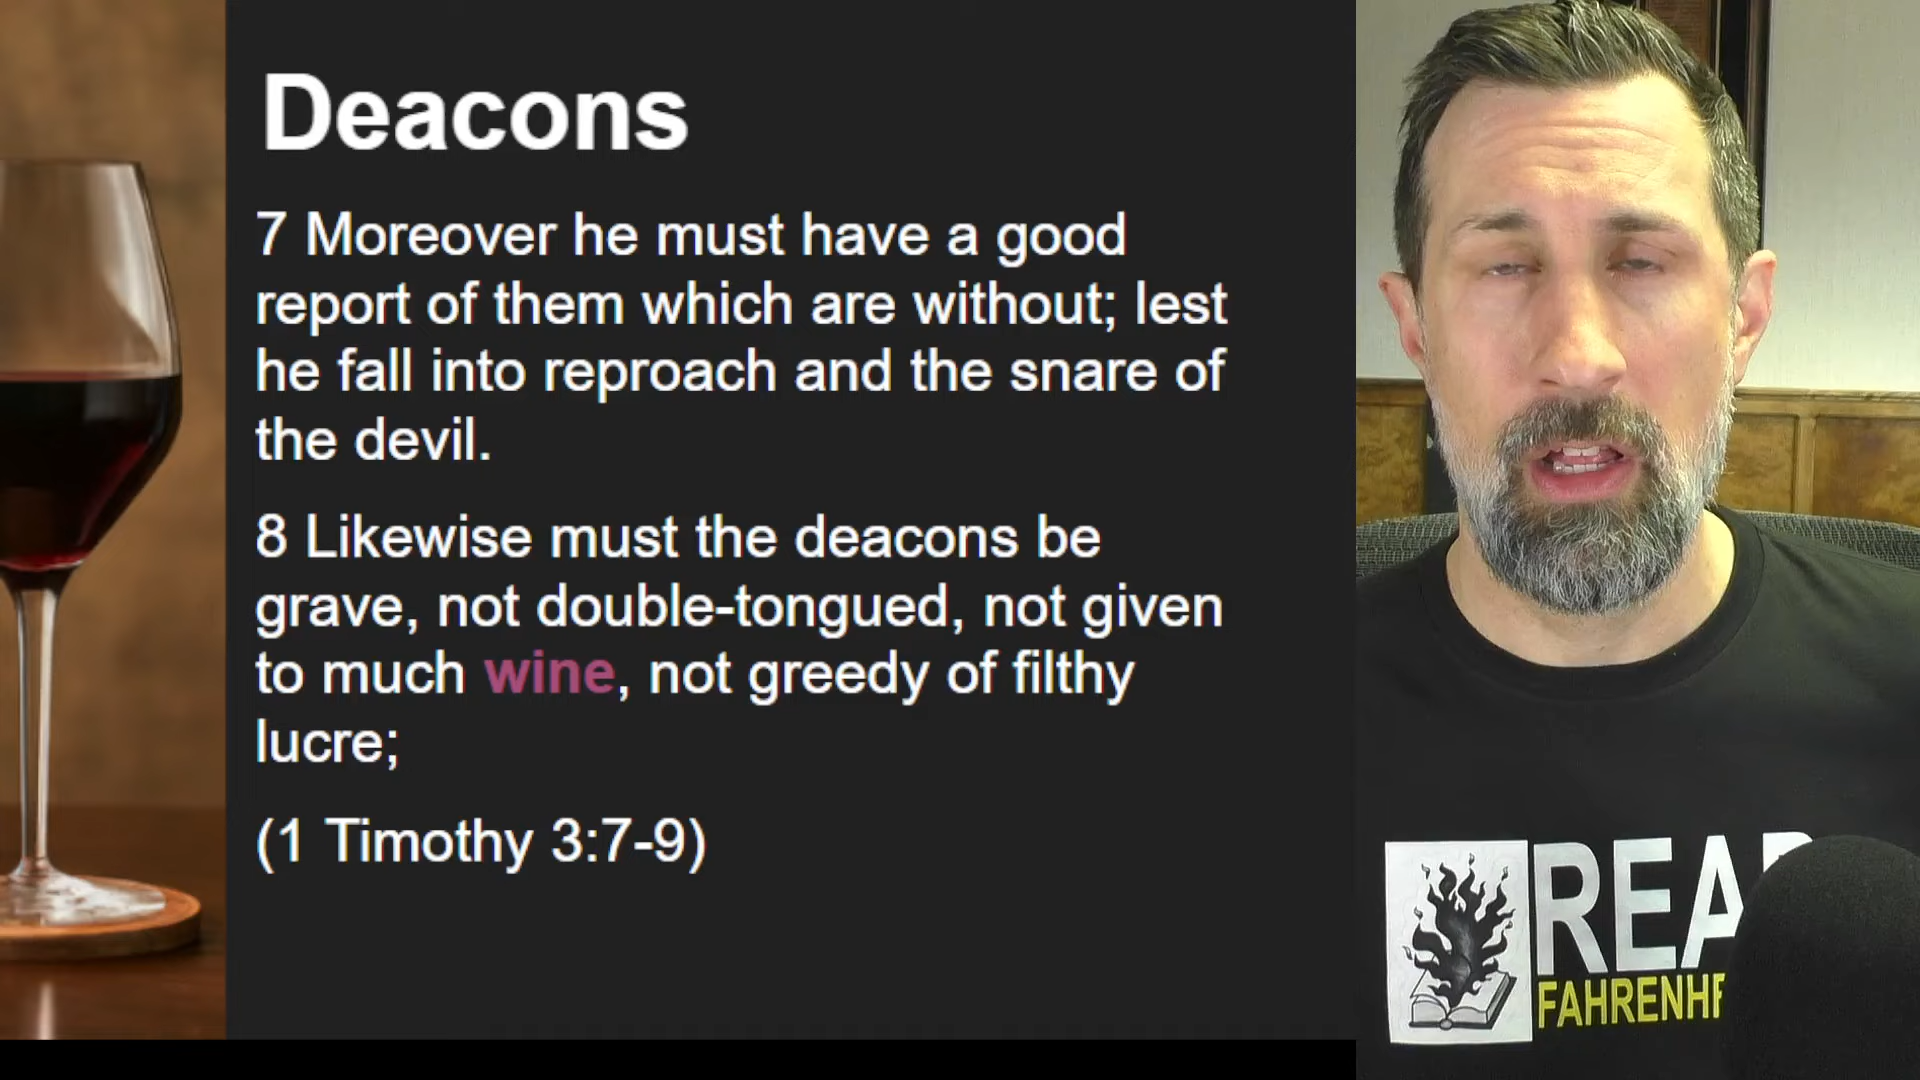 Deacons
7 Moreover he must have a good
report of them which are without; lest
he fall into reproach and the snare of
the devil.
8 Likewise must the deacons be
grave, not double-tongued, not given
to much wine, not greedy of filthy
lucre;
(1 Timothy 3:7-9)